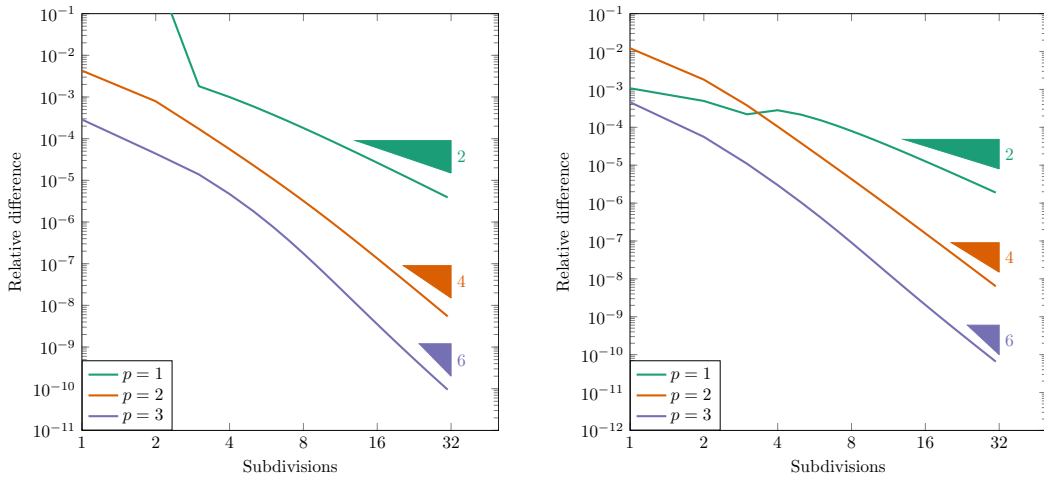 10⁻¹
10⁻²
10⁻³
10⁻⁴
10⁻⁵
10⁻⁶
10⁻⁷
10⁻⁸
10⁻⁹
10⁻¹⁰
10⁻¹¹
Relative difference
2
4
6
p = 1
p = 2
p = 3
1 2 4 8 16 32
Subdivisions
10⁻¹
10⁻²
10⁻³
10⁻⁴
10⁻⁵
10⁻⁶
10⁻⁷
10⁻⁸
10⁻⁹
10⁻¹⁰
10⁻¹¹
10⁻¹²
Relative difference
2
4
6
p = 1
p = 2
p = 3
1 2 4 8 16 32
Subdivisions